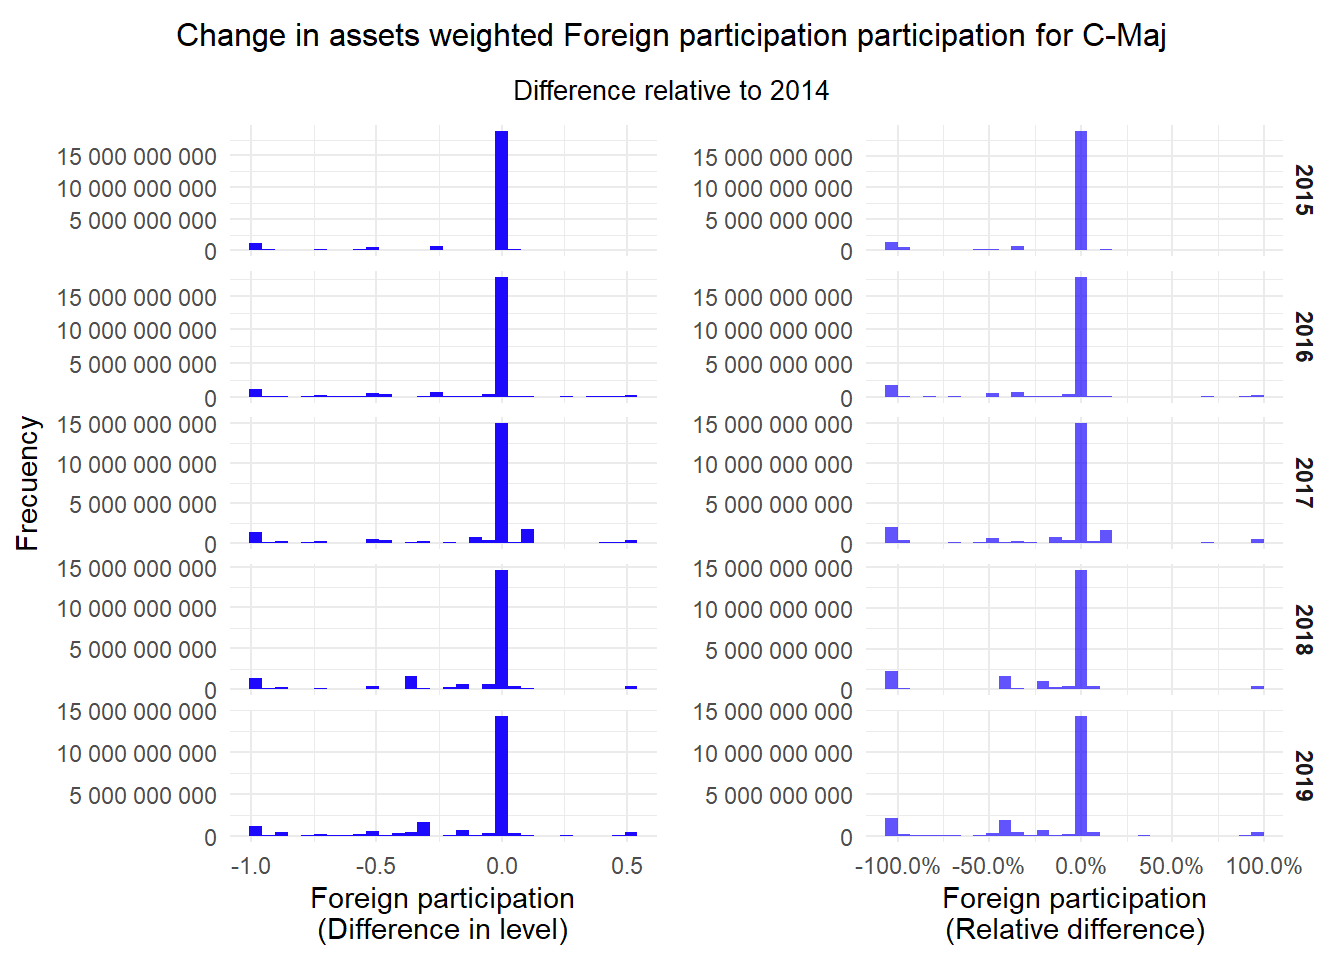 Change in assets weighted Foreign participation participation for C-Maj
Difference relative to 2014
Frecuency
15 000 000 000
10 000 000 000
5 000 000 000
0
15 000 000 000
10 000 000 000
5 000 000 000
0
2015
15 000 000 000
10 000 000 000
5 000 000 000
0
15 000 000 000
10 000 000 000
5 000 000 000
0
2016
15 000 000 000
10 000 000 000
5 000 000 000
0
15 000 000 000
10 000 000 000
5 000 000 000
0
2017
15 000 000 000
10 000 000 000
5 000 000 000
0
15 000 000 000
10 000 000 000
5 000 000 000
0
2018
15 000 000 000
10 000 000 000
5 000 000 000
0
15 000 000 000
10 000 000 000
5 000 000 000
0
2019
-1.0 -0.5 0.0 0.5
-100.0% -50.0% 0.0% 50.0% 100.0%
Foreign participation
(Difference in level)
Foreign participation
(Relative difference)